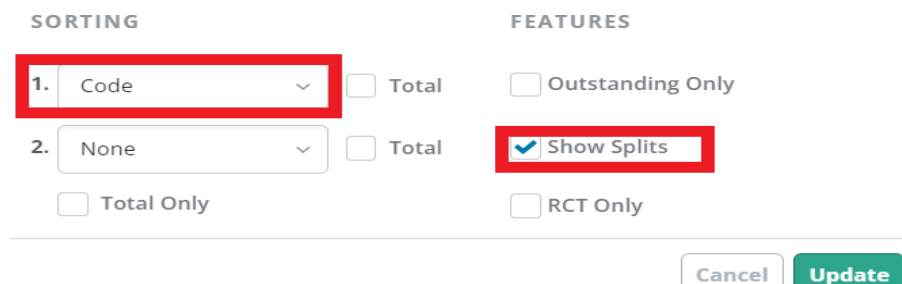 SORTING
FEATURES
1. Code Total
Outstanding Only
2. None Total
Show Splits
Total Only
RCT Only
Cancel Update